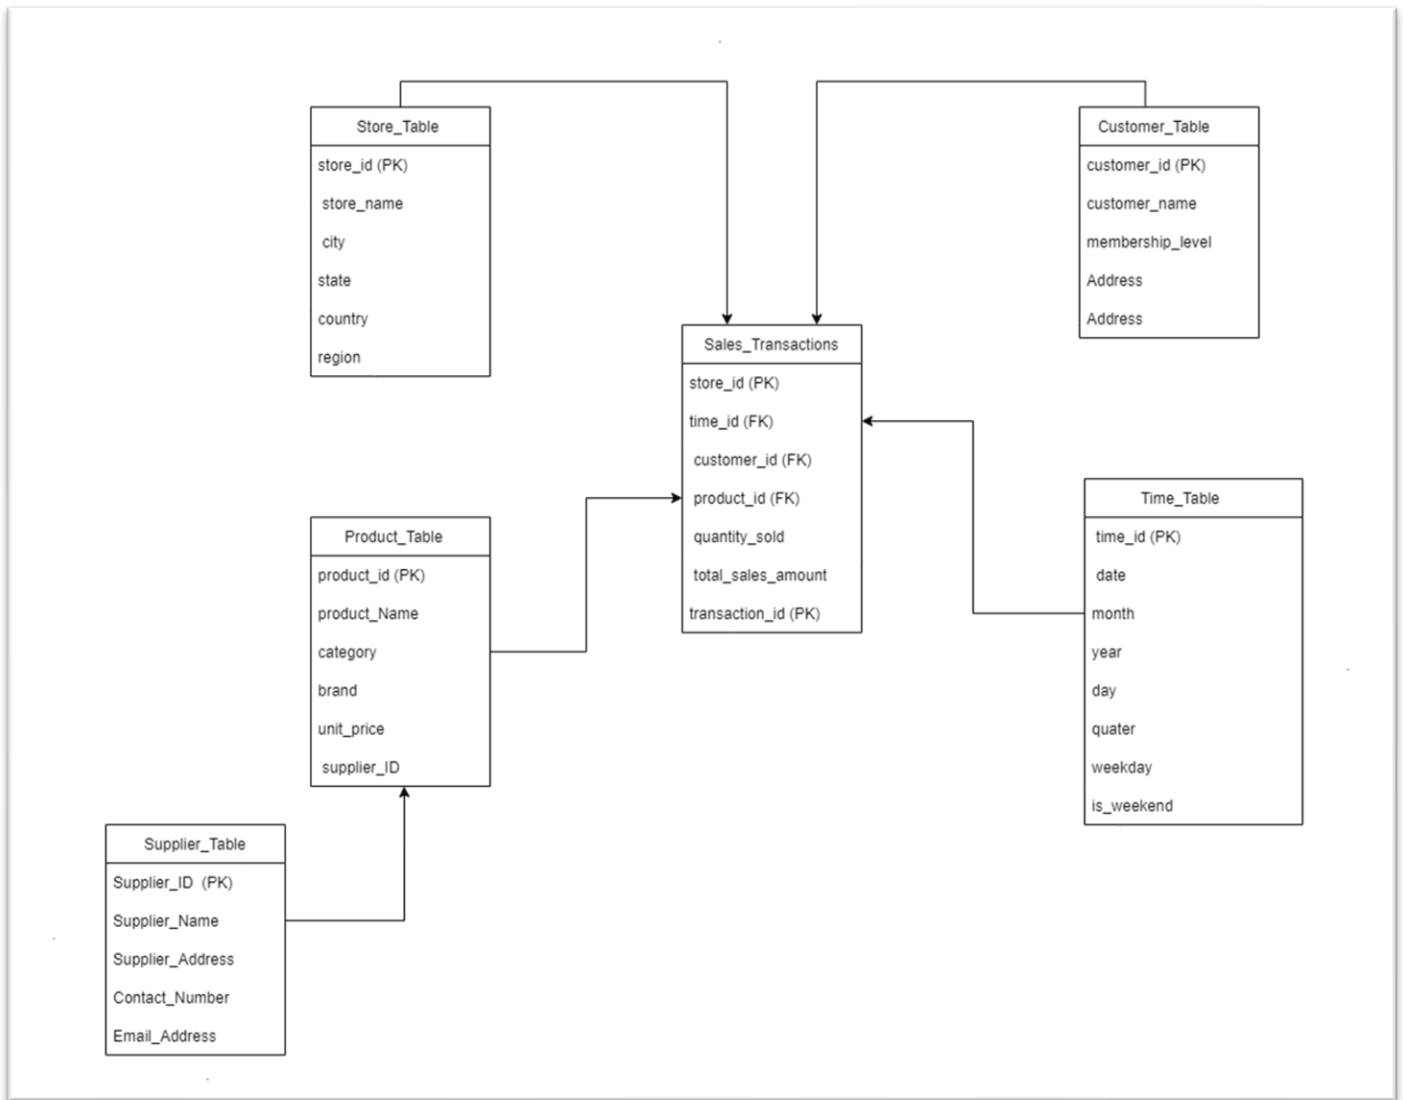 Store_Table
store_id (PK)
store_name
city
state
country
region
Customer_Table
customer_id (PK)
customer_name
membership_level
Address
Address
Sales_Transactions
store_id (PK)
time_id (FK)
customer_id (FK)
product_id (FK)
quantity_sold
total_sales_amount
transaction_id (PK)
Product_Table
product_id (PK)
product_Name
category
brand
unit_price
supplier_ID
Time_Table
time_id (PK)
date
month
year
day
quater
weekday
is_weekend
Supplier_Table
Supplier_ID (PK)
Supplier_Name
Supplier_Address
Contact_Number
Email_Address